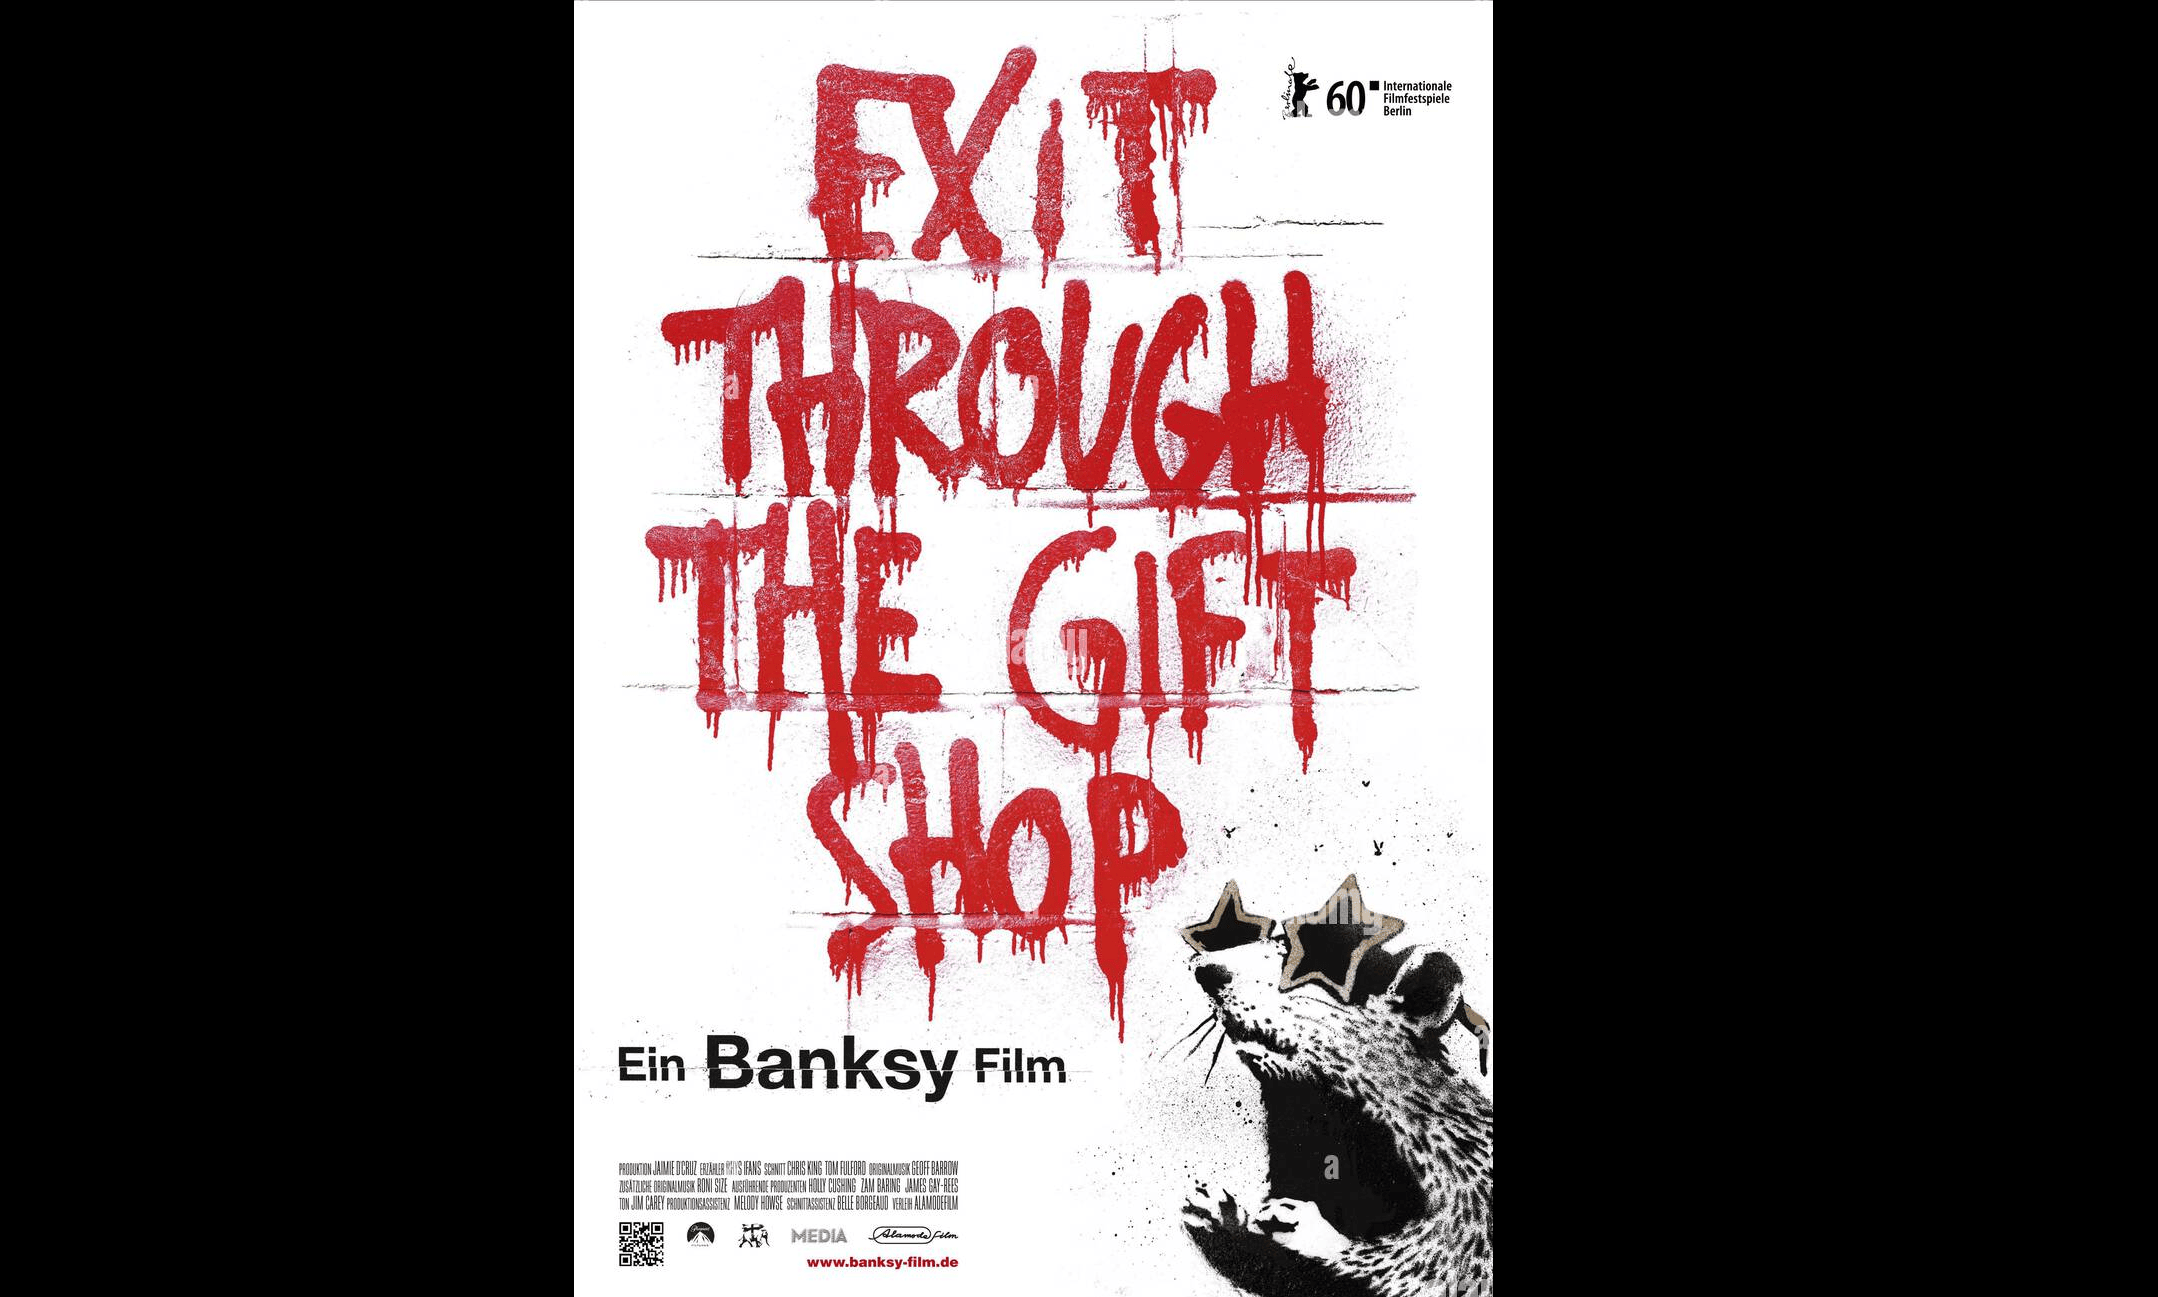 EXiT
THROUGH
THE GIFT
SHOP
60 Internationale
Filmfestspiele
Berlin
Ein Banksy Film
PRODUKTION JAIMIE D'CRUZ ERZÄHLER RHYS IFANS SCHNITT CHRIS KING TOM FULFORD ORIGINALMUSIK GEOFF BARROW
ZUSÄTZLICHE ORIGINALMUSIK RONI SIZE AUSFÜHRENDE PRODUZENTEN HOLLY CUSHING ZAM BARING JAMES GAY-REES
TON JIM CAREY PRODUKTIONSASSISTENZ MELODY HOWSE SCHNITTASSISTENZ BELLE BORGEAUD VERLEIH ALAMODEFILM
MEDIA Alamode Film
www.banksy-film.de